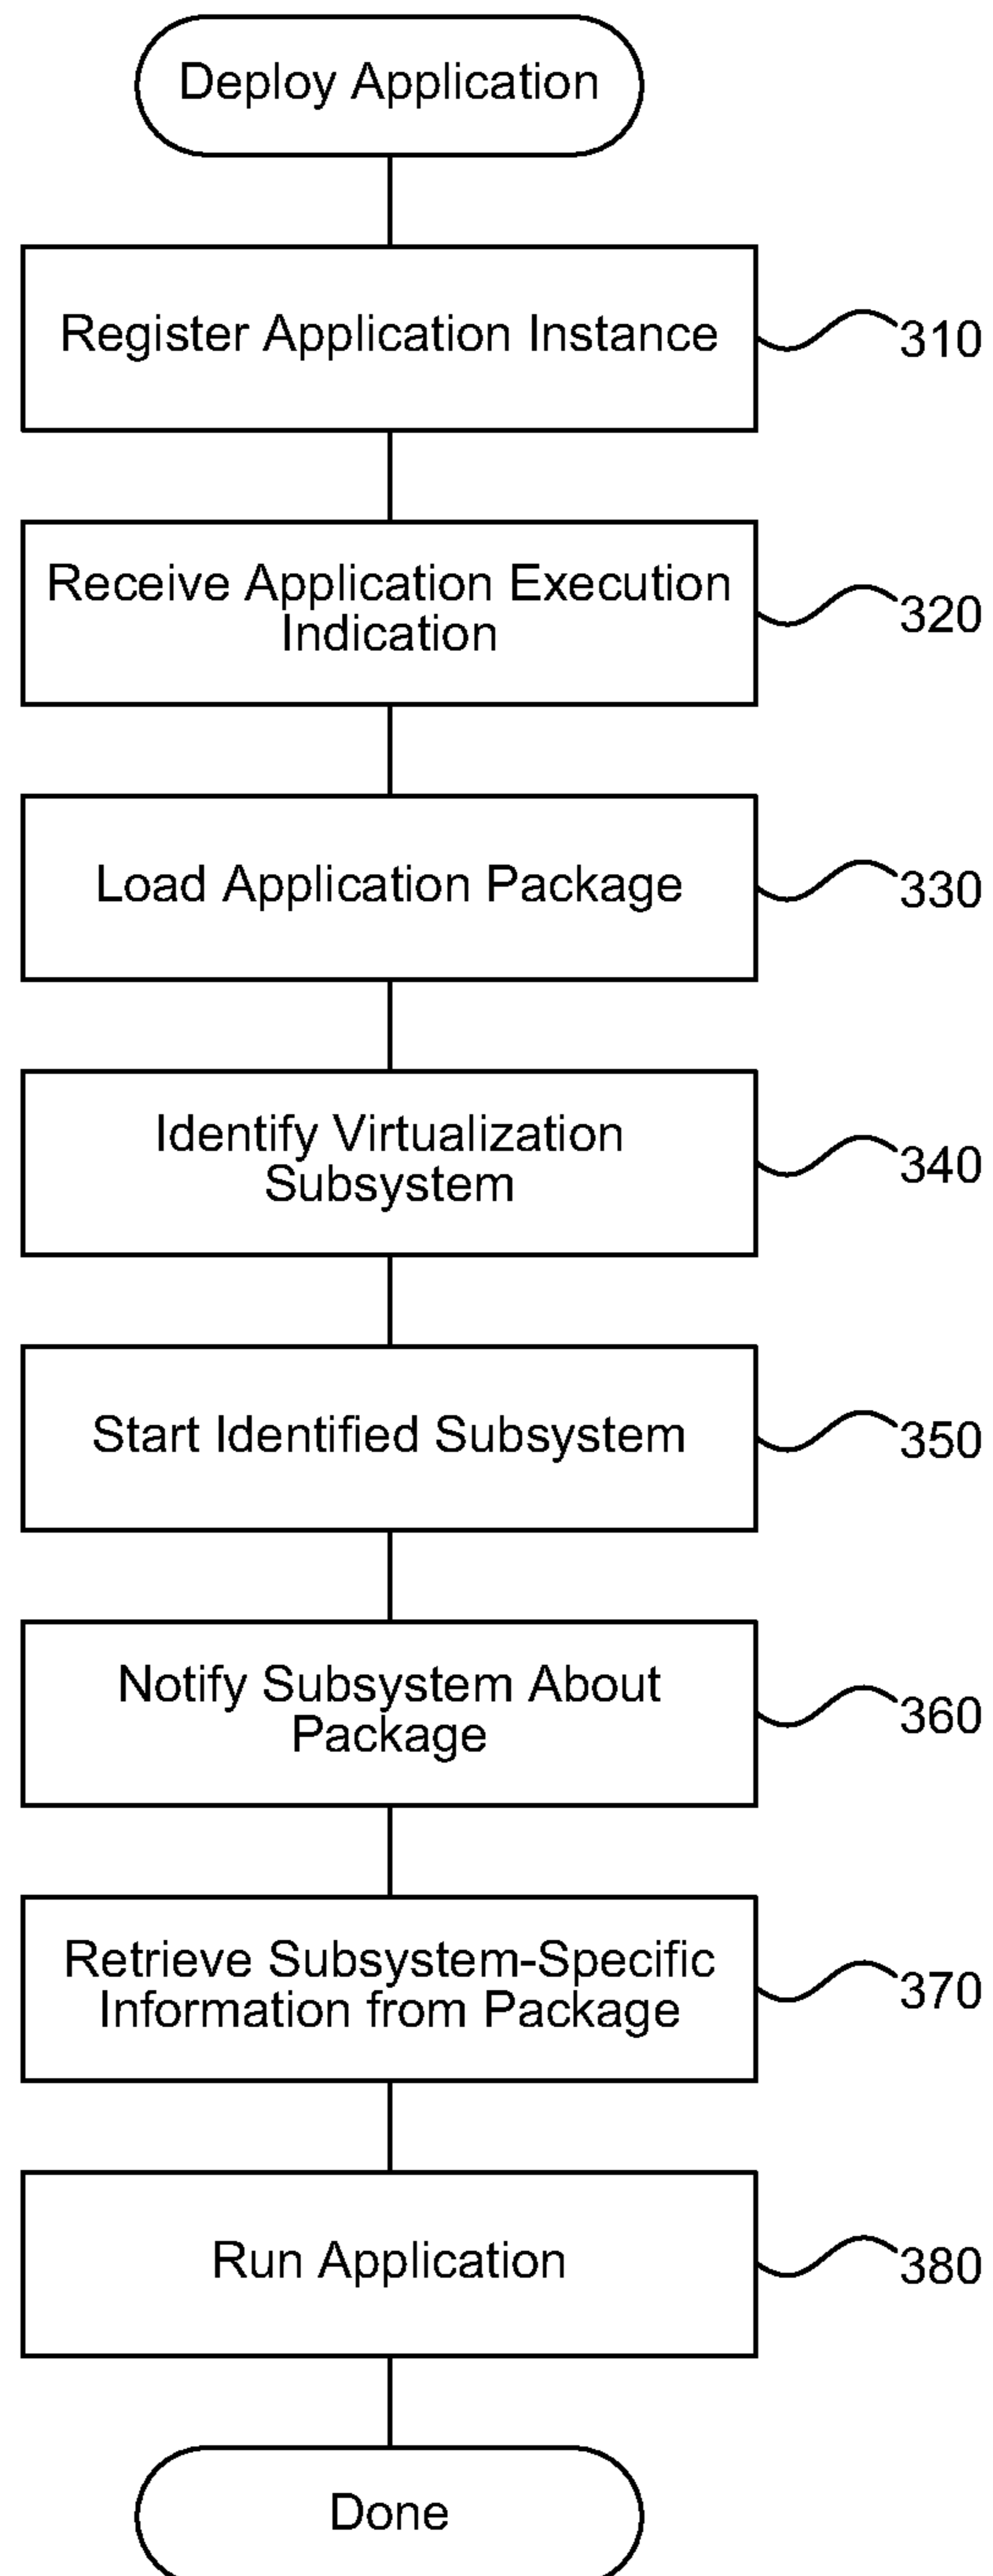 Deploy Application
Register Application Instance
310
Receive Application Execution
Indication
320
Load Application Package
330
Identify Virtualization
Subsystem
340
Start Identified Subsystem
350
Notify Subsystem About
Package
360
Retrieve Subsystem-Specific
Information from Package
370
Run Application
380
Done